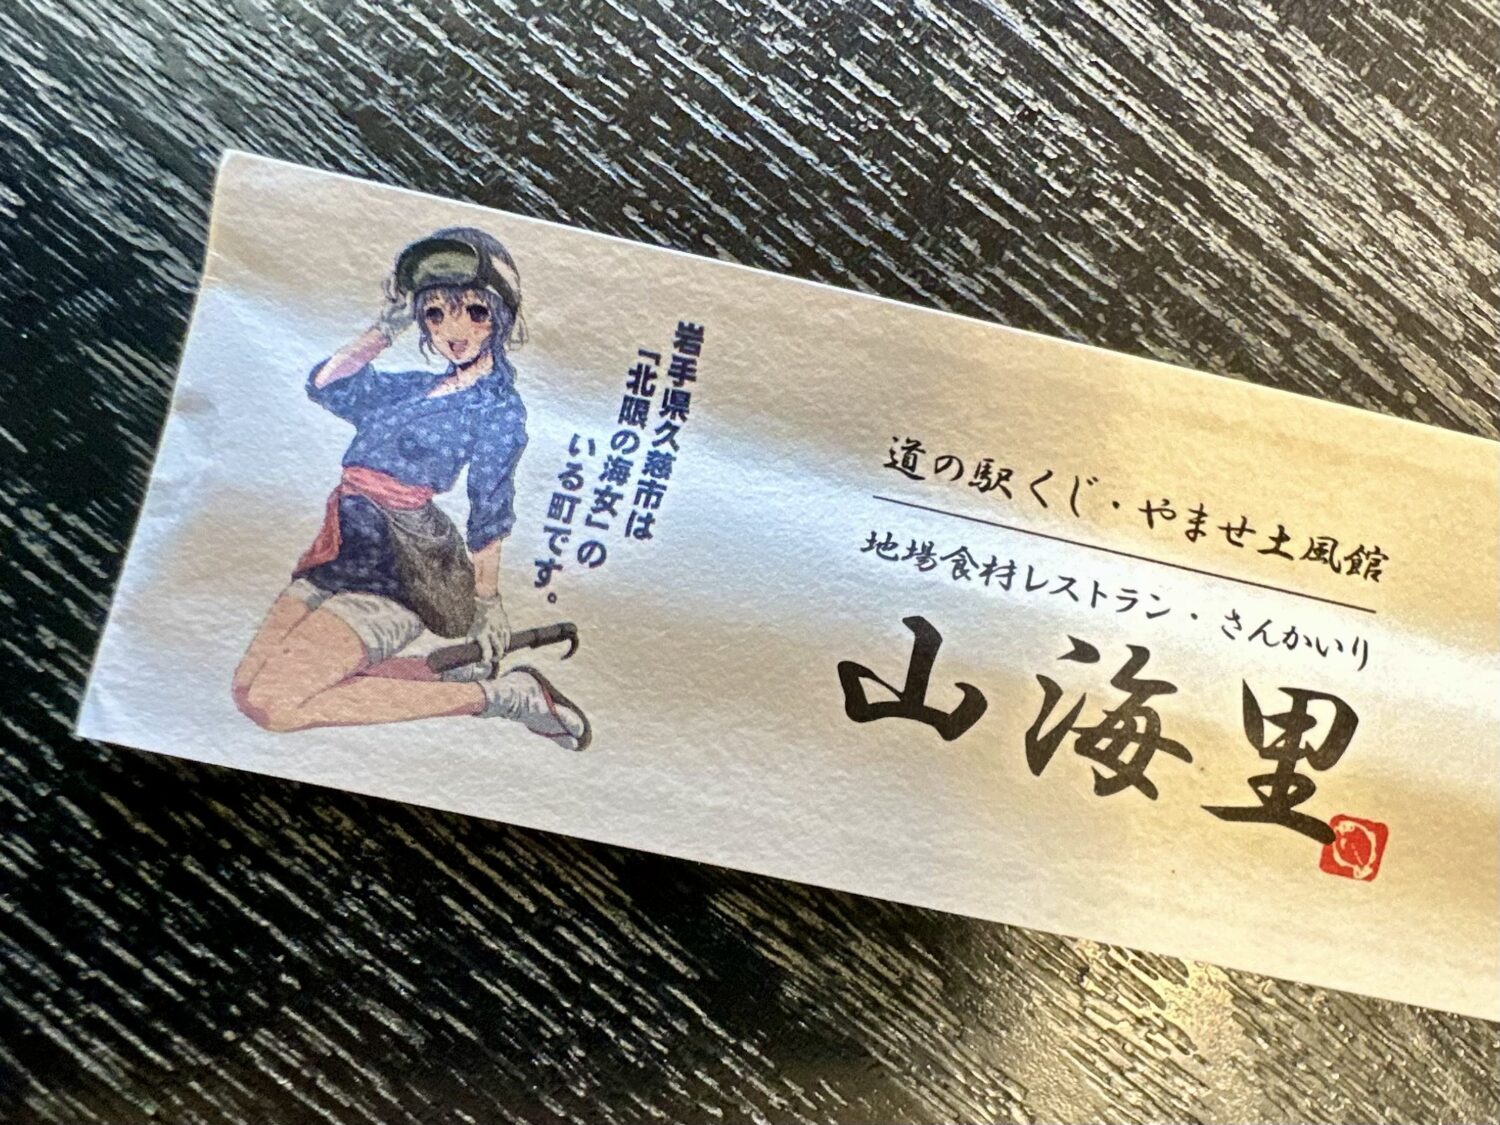 岩手県久慈市は
「北限の海女」の
いる町です。
道の駅くじ・やませ土風館
地場食材レストラン・さんかいり
山海里